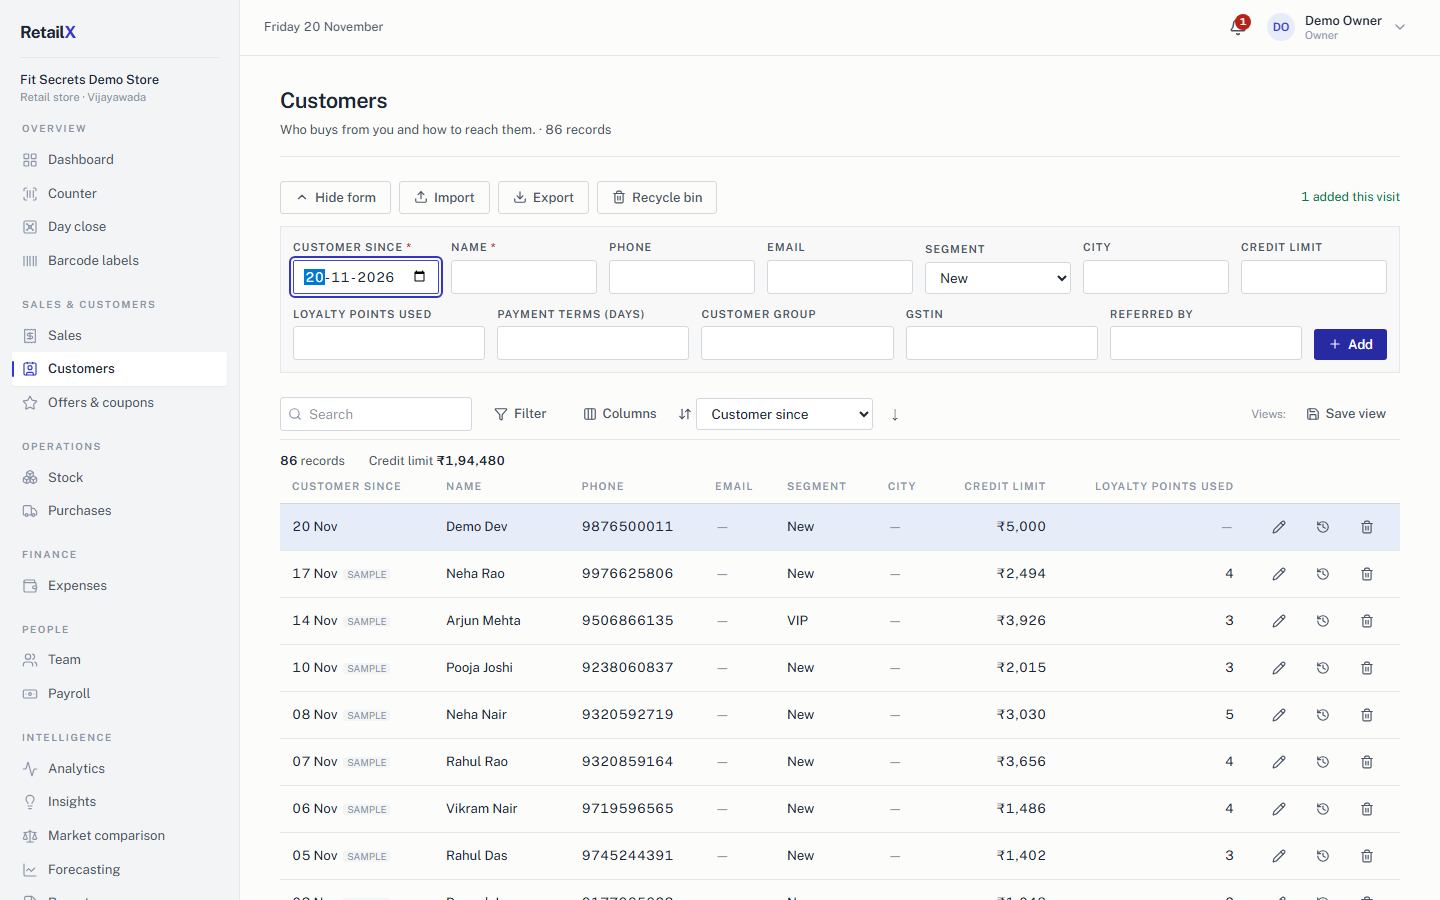 RetailX
Fit Secrets Demo Store
Retail store · Vijayawada
OVERVIEW
Dashboard
Counter
Day close
Barcode labels
SALES & CUSTOMERS
Sales
Customers
Offers & coupons
OPERATIONS
Stock
Purchases
FINANCE
Expenses
PEOPLE
Team
Payroll
INTELLIGENCE
Analytics
Insights
Market comparison
Forecasting
Friday 20 November
1
DO
Demo Owner
Owner
Customers
Who buys from you and how to reach them. · 86 records
Hide form Import Export Recycle bin
1 added this visit
CUSTOMER SINCE * NAME * PHONE EMAIL SEGMENT CITY CREDIT LIMIT
20-11-2026 New
LOYALTY POINTS USED PAYMENT TERMS (DAYS) CUSTOMER GROUP GSTIN REFERRED BY
+ Add
Search Filter Columns Customer since ↓ Views: Save view
86 records Credit limit ₹1,94,480
CUSTOMER SINCE NAME PHONE EMAIL SEGMENT CITY CREDIT LIMIT LOYALTY POINTS USED
20 Nov Demo Dev 9876500011 — New — ₹5,000 —
17 Nov SAMPLE Neha Rao 9976625806 — New — ₹2,494 4
14 Nov SAMPLE Arjun Mehta 9506866135 — VIP — ₹3,926 3
10 Nov SAMPLE Pooja Joshi 9238060837 — New — ₹2,015 3
08 Nov SAMPLE Neha Nair 9320592719 — New — ₹3,030 5
07 Nov SAMPLE Rahul Rao 9320859164 — New — ₹3,656 4
06 Nov SAMPLE Vikram Nair 9719596565 — New — ₹1,486 4
05 Nov SAMPLE Rahul Das 9745244391 — New — ₹1,402 3